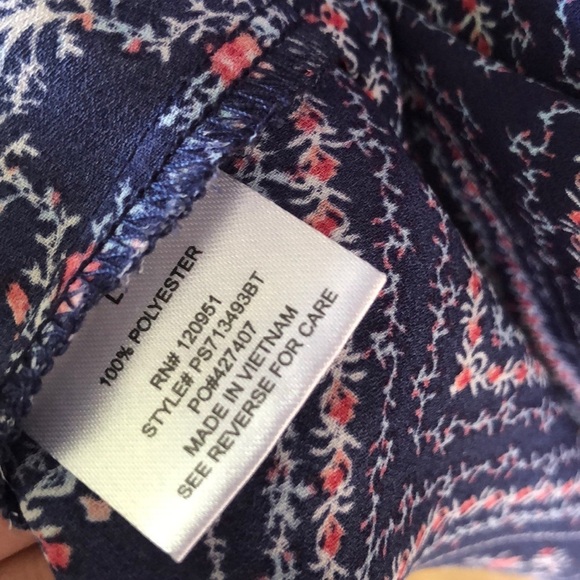 L
100% POLYESTER
RN# 120951
STYLE# PS713493BT
PO#427407
MADE IN VIETNAM
SEE REVERSE FOR CARE